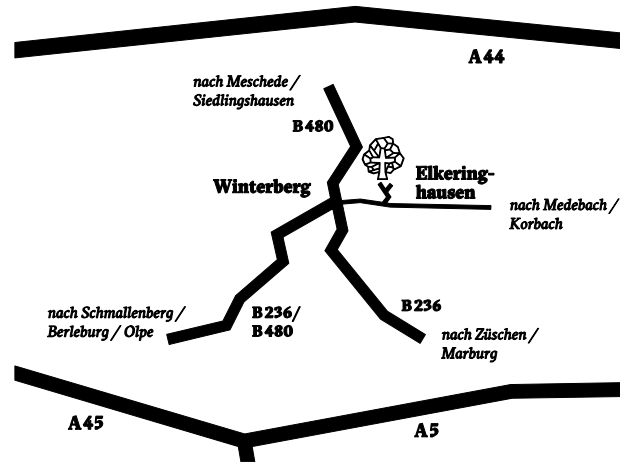 A44
nach Meschede /
Siedlingshausen
B480
Elkering-
hausen
Winterberg
nach Medebach /
Korbach
nach Schmallenberg /
Berleburg / Olpe
B236/
B480
B236
nach Züschen /
Marburg
A45
A5